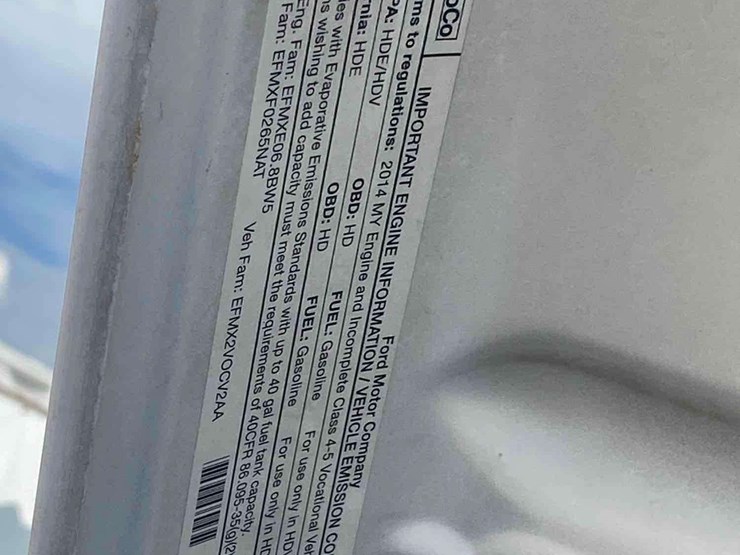 oCo
Ford Motor Company
IMPORTANT ENGINE INFORMATION / VEHICLE EMISSION CO
ms to regulations: 2014 MY Engine and Incomplete Class 4-5 Vocational Veh
PA: HDE/HDV OBD: HD FUEL: Gasoline For use only in HDV
rnia: HDE OBD: HD FUEL: Gasoline For use only in HD
les with Evaporative Emissions Standards with up to 40 gal fuel tank capacity.
s wishing to add capacity must meet the requirements of 40CFR 86.095-35(g)(2)
Eng. Fam: EFMXE06.8BW5 Veh Fam: EFMX2VOCV2AA
Fam: EFMXF0265NAT